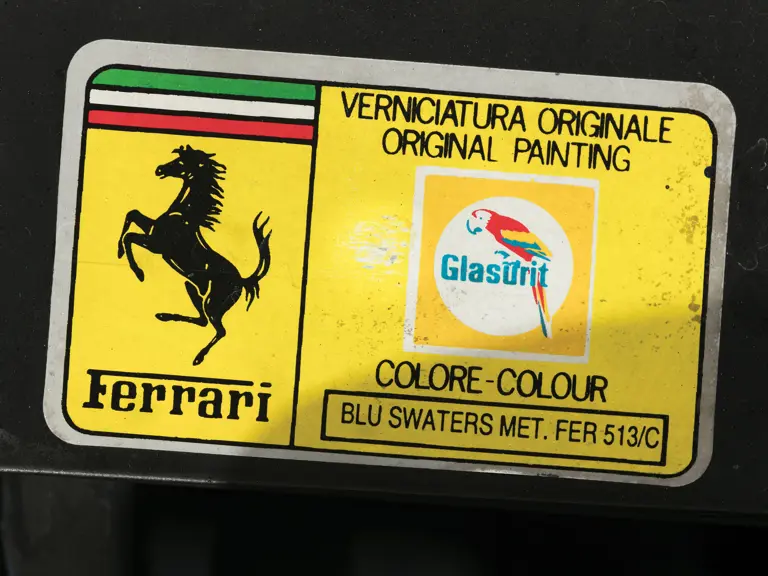 Ferrari
VERNICIATURA ORIGINALE
ORIGINAL PAINTING
Glasurit
COLORE-COLOUR
BLU SWATERS MET. FER 513/C